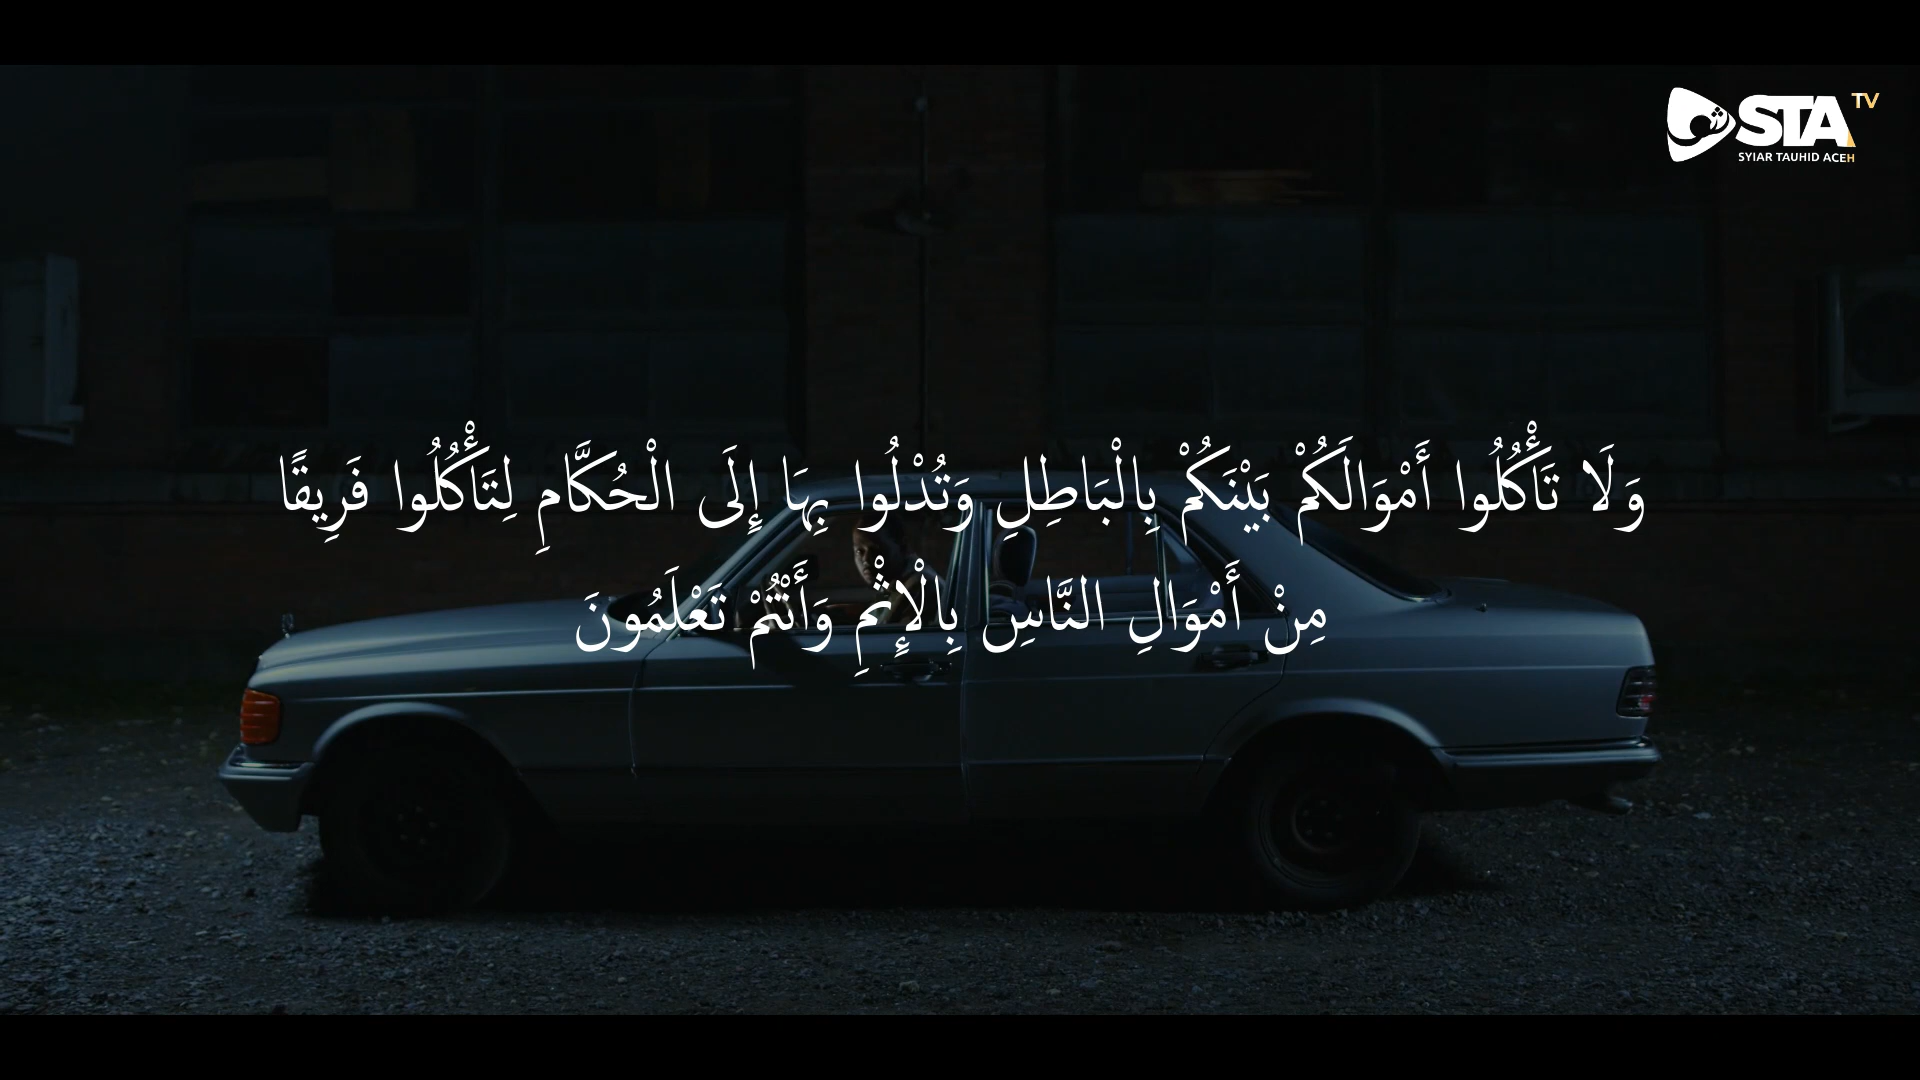 STA TV
SYIAR TAUHID ACEH
وَلَا تَأْكُلُوا أَمْوَالَكُمْ بَيْنَكُمْ بِالْبَاطِلِ وَتُدْلُوا بِهَا إِلَى الْحُكَّامِ لِتَأْكُلُوا فَرِيقًا
مِنْ أَمْوَالِ النَّاسِ بِالْإِثْمِ وَأَنْتُمْ تَعْلَمُونَ